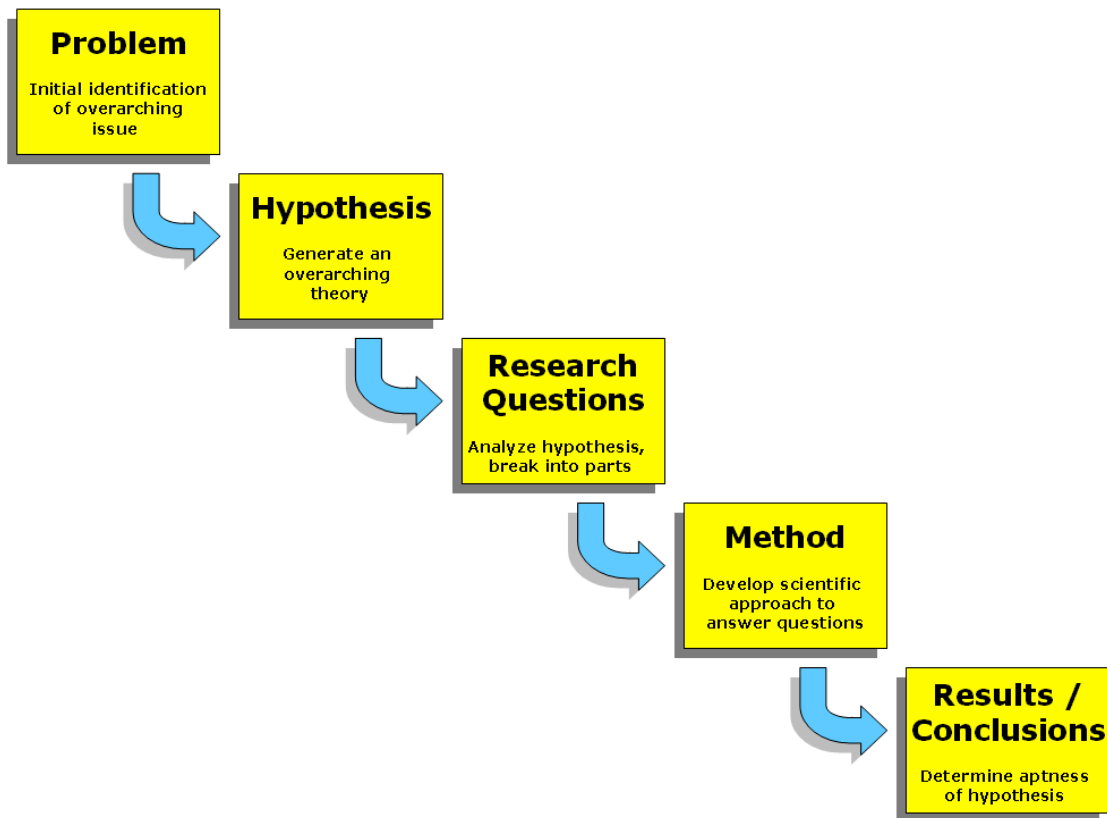 Problem
Initial identification
of overarching
issue
Hypothesis
Generate an
overarching
theory
Research
Questions
Analyze hypothesis,
break into parts
Method
Develop scientific
approach to
answer questions
Results /
Conclusions
Determine aptness
of hypothesis